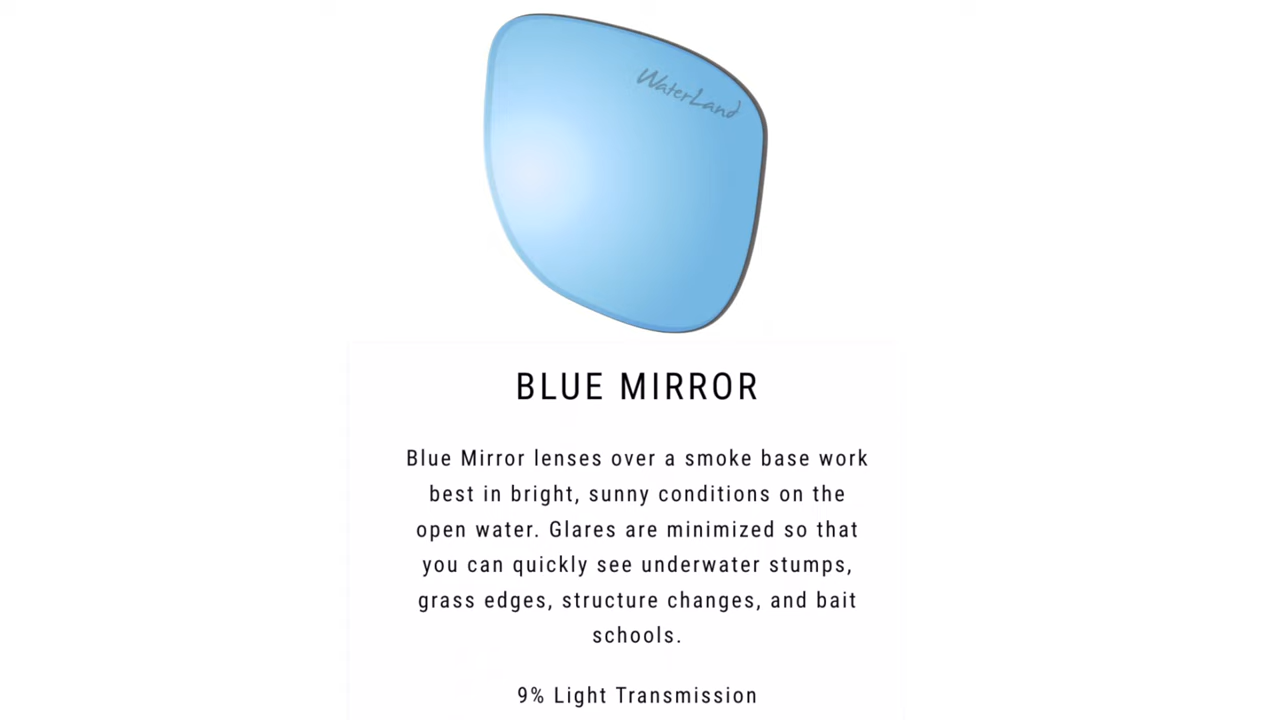 WaterLand
BLUE MIRROR
Blue Mirror lenses over a smoke base work
best in bright, sunny conditions on the
open water. Glares are minimized so that
you can quickly see underwater stumps,
grass edges, structure changes, and bait
schools.
9% Light Transmission